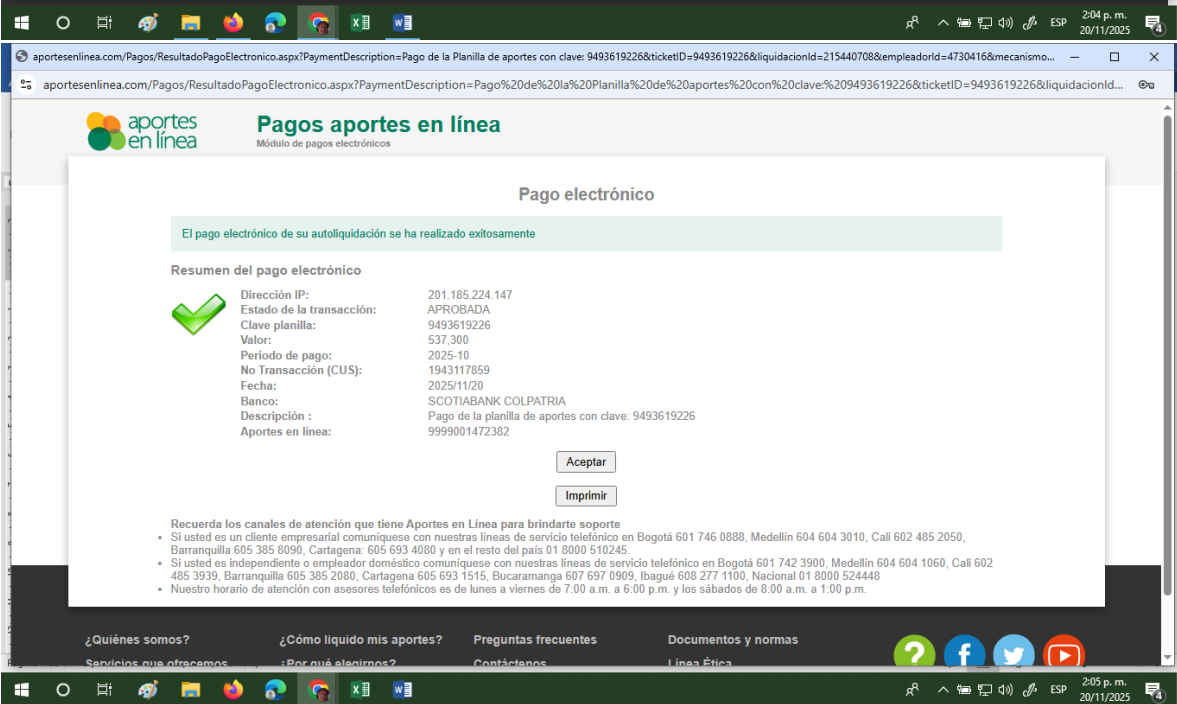 ESP
2:04 p. m.
20/11/2025
4
aportesenlinea.com/Pagos/ResultadoPagoElectronico.aspx?PaymentDescription=Pago de la Planilla de aportes con clave: 9493619226&ticketID=9493619226&liquidacionId=215440708&empleadorId=4730416&mecanismo...
aportesenlinea.com/Pagos/ResultadoPagoElectronico.aspx?PaymentDescription=Pago%20de%20la%20Planilla%20de%20aportes%20con%20clave:%209493619226&ticketID=9493619226&liquidacionId...
aportes
en línea
Pagos aportes en línea
Módulo de pagos electrónicos
Pago electrónico
El pago electrónico de su autoliquidación se ha realizado exitosamente
Resumen del pago electrónico
Dirección IP: 201.185.224.147
Estado de la transacción: APROBADA
Clave planilla: 9493619226
Valor: 537,300
Periodo de pago: 2025-10
No Transacción (CUS): 1943117859
Fecha: 2025/11/20
Banco: SCOTIABANK COLPATRIA
Descripción : Pago de la planilla de aportes con clave: 9493619226
Aportes en línea: 9999001472382
Aceptar
Imprimir
Recuerda los canales de atención que tiene Aportes en Línea para brindarte soporte
• Si usted es un cliente empresarial comuníquese con nuestras líneas de servicio telefónico en Bogotá 601 746 0888, Medellín 604 604 3010, Cali 602 485 2050,
Barranquilla 605 385 8090, Cartagena: 605 693 4080 y en el resto del país 01 8000 510245.
• Si usted es independiente o empleador doméstico comuníquese con nuestras líneas de servicio telefónico en Bogotá 601 742 3900, Medellín 604 604 1060, Cali 602
485 3939, Barranquilla 605 385 2080, Cartagena 605 693 1515, Bucaramanga 607 697 0909, Ibagué 608 277 1100, Nacional 01 8000 524448
• Nuestro horario de atención con asesores telefónicos es de lunes a viernes de 7:00 a.m. a 6:00 p.m. y los sábados de 8:00 a.m. a 1:00 p.m.
¿Quiénes somos? ¿Cómo liquido mis aportes? Preguntas frecuentes Documentos y normas
Servicios que ofrecemos ¿Por qué elegirnos? Contáctenos Línea Ética
ESP
2:05 p. m.
20/11/2025
4